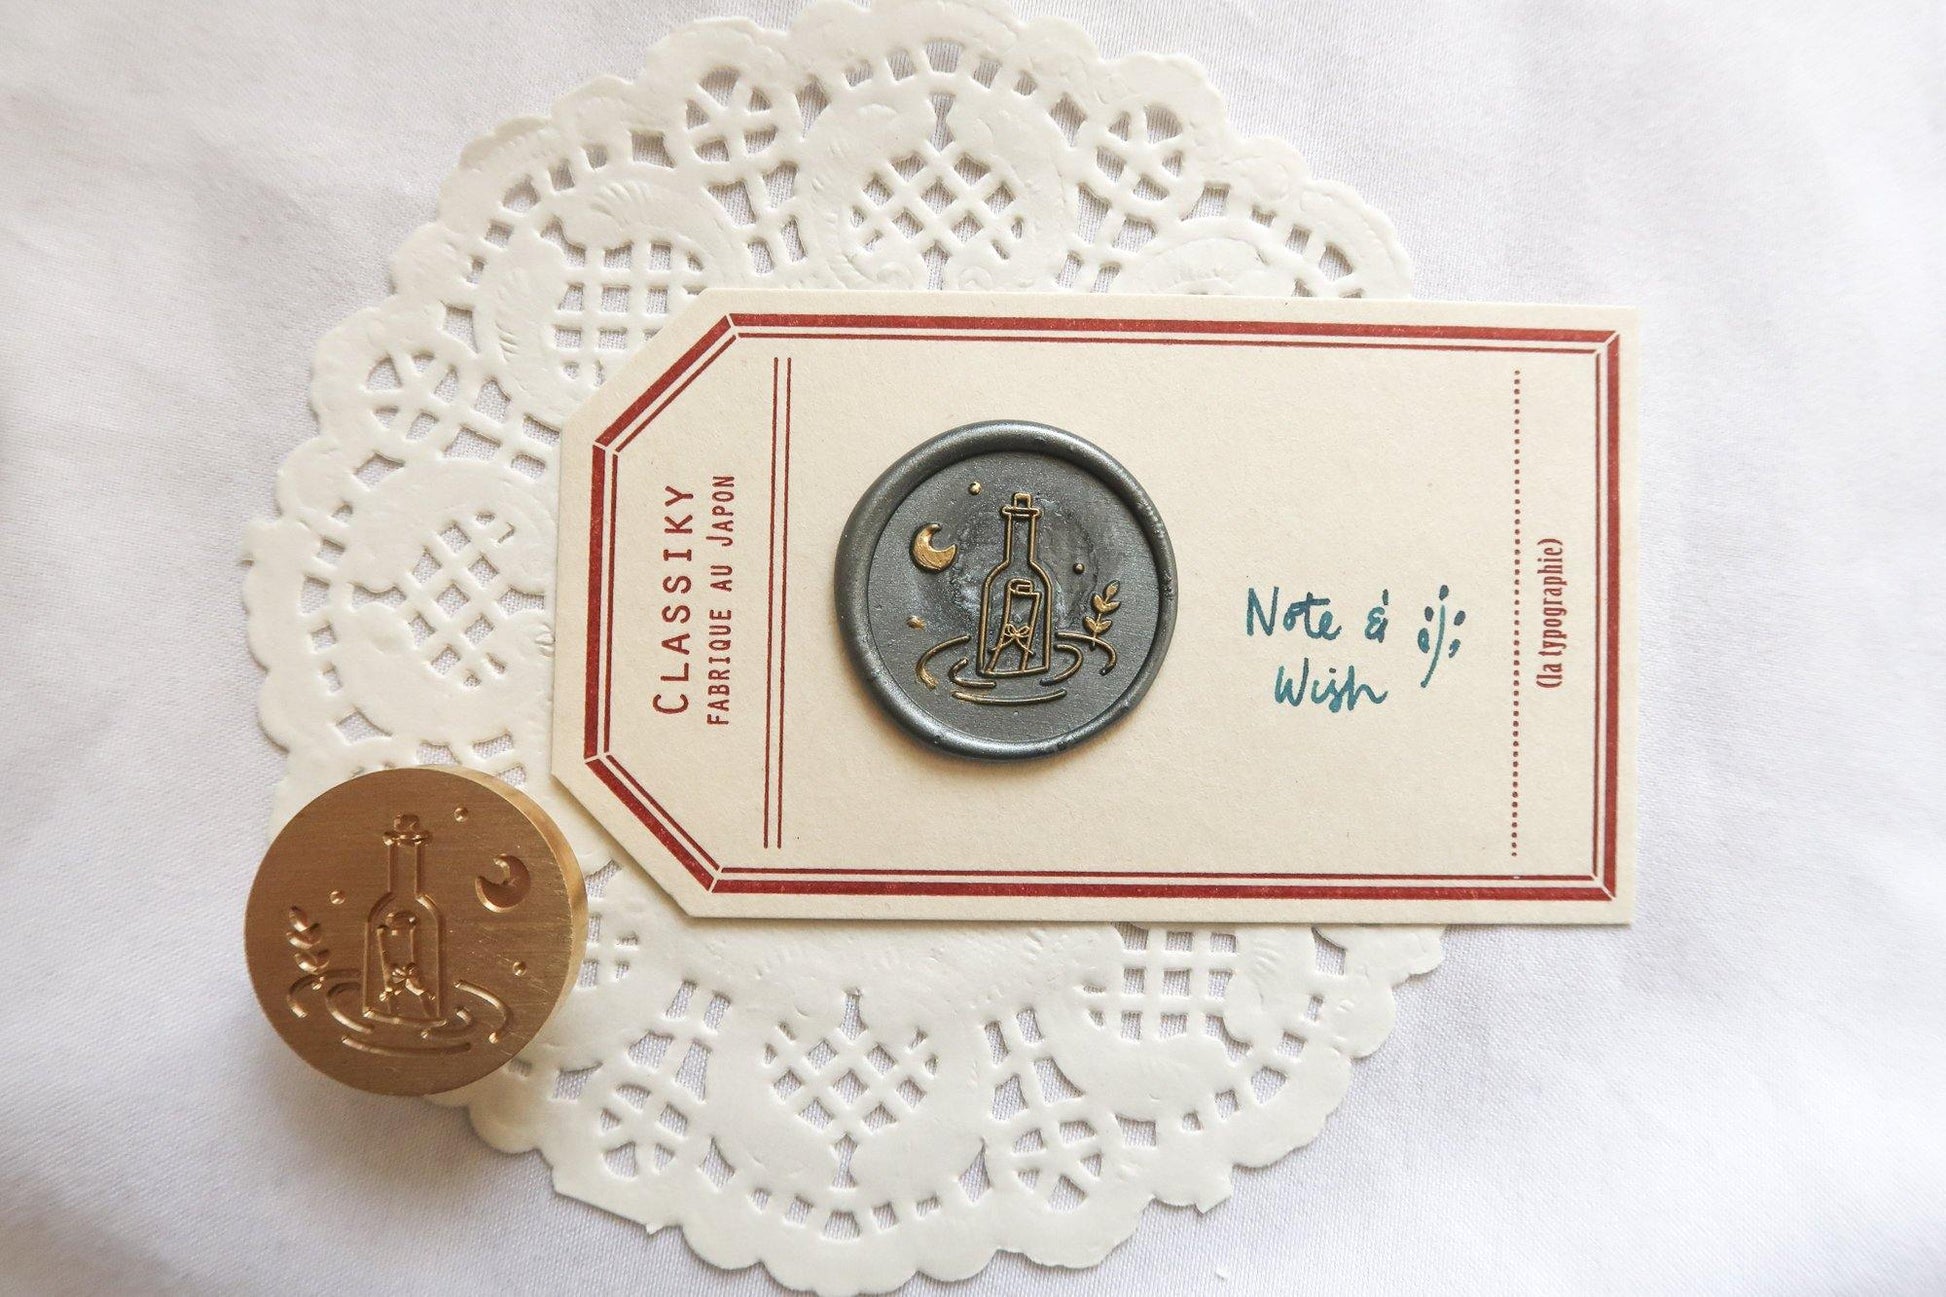 CLASSIKY
FABRIQUE AU JAPON
Note &
Wish
(la typographie)